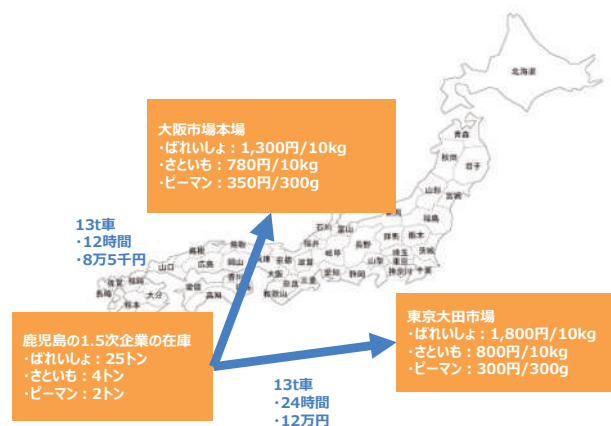 北海道
大阪市場本場
・ばれいしょ：1,300円/10kg
・さといも：780円/10kg
・ピーマン：350円/300g
青森
秋田
岩手
山形
宮城
福島
石川
富山
群馬
栃木
福井
長野
埼玉
茨城
岐阜
山梨
東京
千葉
神奈川
愛知
静岡
滋賀
京都
三重
奈良
大阪
和歌山
鳥取
島根
岡山
広島
山口
香川
愛媛
高知
福岡
佐賀
長崎
大分
熊本
13t車
・12時間
・8万5千円
鹿児島の1.5次企業の在庫
・ばれいしょ：25トン
・さといも：4トン
・ピーマン：2トン
東京大田市場
・ばれいしょ：1,800円/10kg
・さといも：800円/10kg
・ピーマン：300円/300g
13t車
・24時間
・12万円